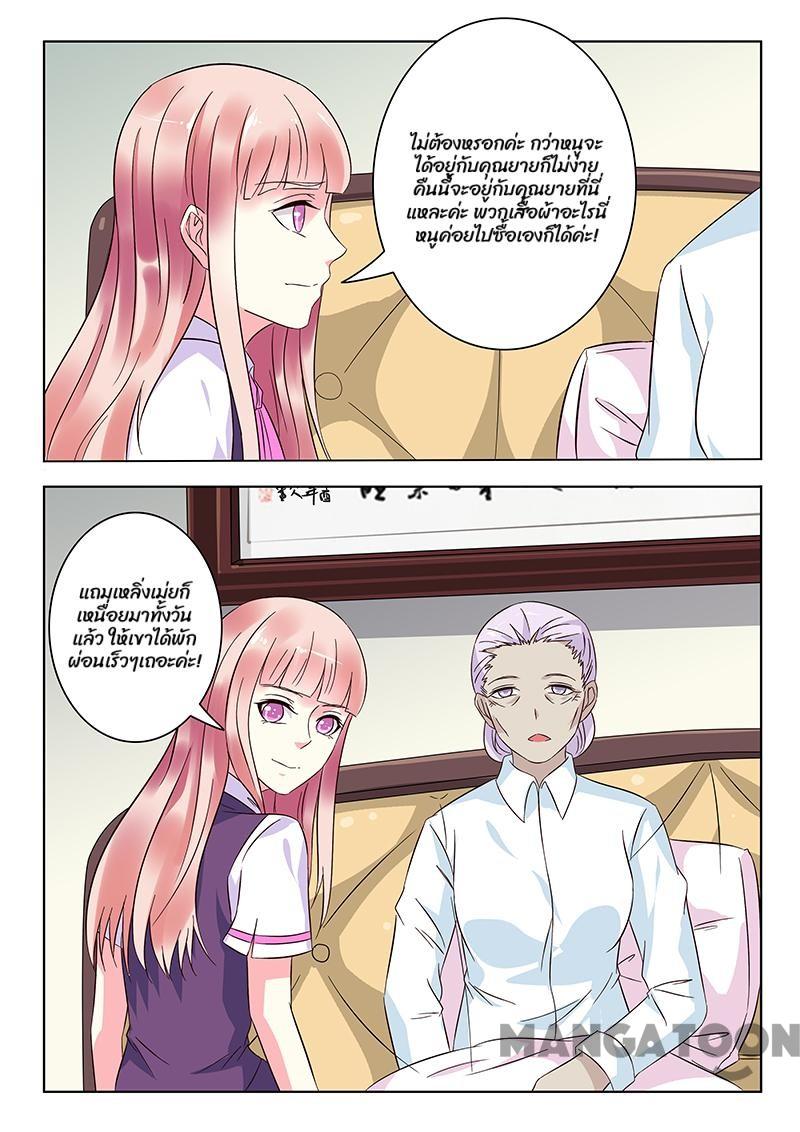 ไม่ต้องหรอกค่ะ กว่าหนูจะ
ได้อยู่กับคุณยายก็ไม่ง่าย
คืนนี้จะอยู่กับคุณยายที่นี่
แหละค่ะ พวกเสื้อผ้าอะไรนี่
หนูค่อยไปซื้อเองก็ได้ค่ะ!
แถมเหลิ่งเม่ยก็
เหนื่อยมาทั้งวัน
แล้ว ให้เขาได้พัก
ผ่อนเร็วๆเถอะค่ะ!
MANGATOON